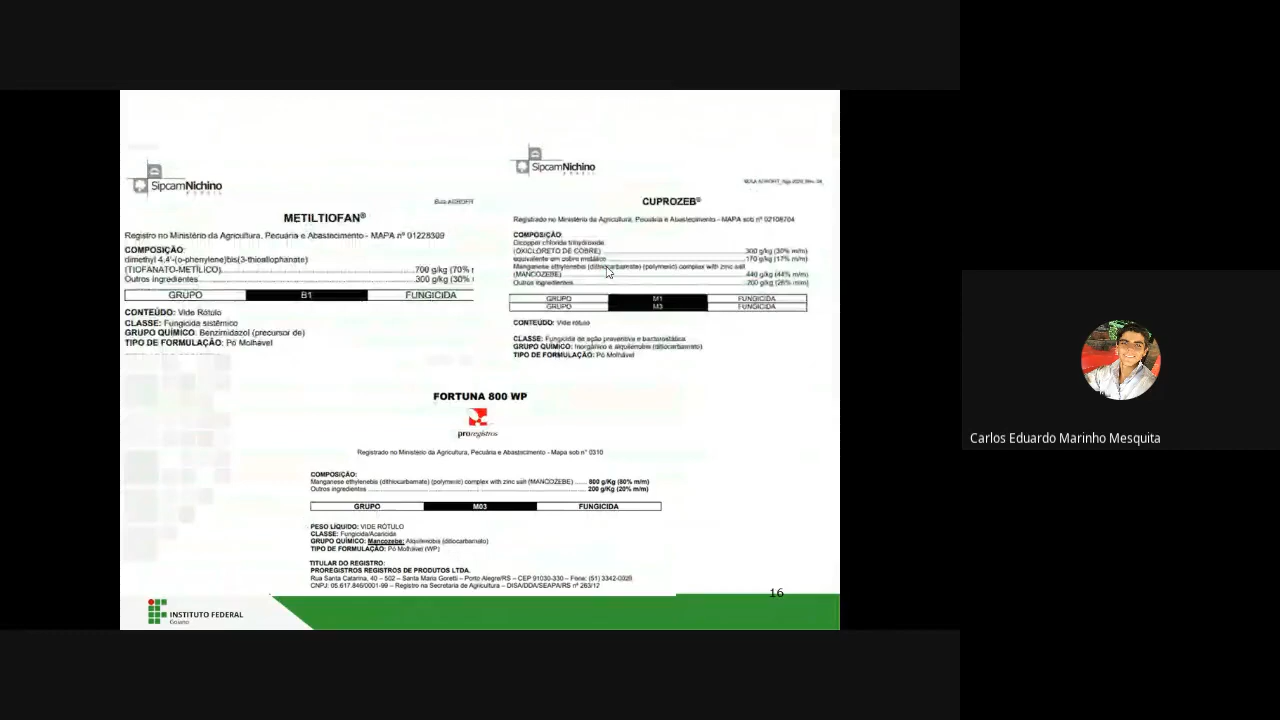 SipcamNichino
BRASIL
Bula AGROFIT
METILTIOFAN®
Registro no Ministério da Agricultura, Pecuária e Abastecimento - MAPA nº 01228309
COMPOSIÇÃO:
dimethyl 4,4'-(o-phenylene)bis(3-thioallophanate)
(TIOFANATO-METÍLICO)............700 g/kg (70%
Outros ingredientes............300 g/kg (30%
GRUPO B1 FUNGICIDA
CONTEÚDO: Vide Rótulo
CLASSE: Fungicida sistêmico
GRUPO QUÍMICO: Benzimidazol (precursor de)
TIPO DE FORMULAÇÃO: Pó Molhável
SipcamNichino
BRASIL
CUPROZEB®
Registrado no Ministério da Agricultura, Pecuária e Abastecimento - MAPA sob nº 02108704
COMPOSIÇÃO:
Dicopper chloride trihydroxide
(OXICLORETO DE COBRE)............300 g/kg (30% m/m)
equivalente em cobre metálico............170 g/kg (17% m/m)
Manganese ethylenebis (dithiocarbamate) (polymeric) complex with zinc salt
(MANCOZEBE)............440 g/kg (44% m/m)
Outros ingredientes............260 g/kg (26% m/m)
GRUPO M1 FUNGICIDA
GRUPO M3 FUNGICIDA
CONTEÚDO: Vide rótulo
CLASSE: Fungicida de ação preventiva e bacteriostática
GRUPO QUÍMICO: Inorgânico e alquilenobis (ditiocarbamato)
TIPO DE FORMULAÇÃO: Pó Molhável
FORTUNA 800 WP
proregistros
Registrado no Ministério da Agricultura, Pecuária e Abastecimento - Mapa sob n° 0310
COMPOSIÇÃO:
Manganese ethylenebis (dithiocarbamate) (polymeric) complex with zinc salt (MANCOZEBE) ...... 800 g/Kg (80% m/m)
Outros ingredientes ............ 200 g/Kg (20% m/m)
GRUPO M03 FUNGICIDA
PESO LÍQUIDO: VIDE RÓTULO
CLASSE: Fungicida/Acaricida
GRUPO QUÍMICO: Mancozebe: Alquilenobis (ditiocarbamato)
TIPO DE FORMULAÇÃO: Pó Molhável (WP)
TITULAR DO REGISTRO:
PROREGISTROS REGISTROS DE PRODUTOS LTDA.
Rua Santa Catarina, 40 – 502 – Santa Maria Goretti – Porto Alegre/RS – CEP 91030-330 – Fone: (51) 3342-0328
CNPJ: 05.617.846/0001-99 – Registro na Secretaria de Agricultura – DISA/DDA/SEAPA/RS nº 263/17
16
INSTITUTO FEDERAL
Goiano
Carlos Eduardo Marinho Mesquita